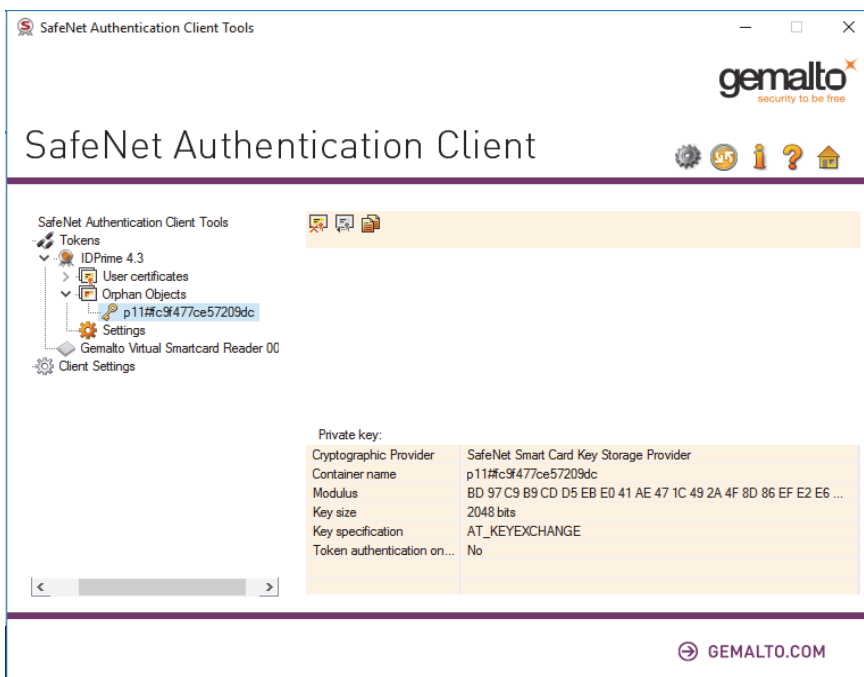 SafeNet Authentication Client Tools
gemalto
security to be free
SafeNet Authentication Client
SafeNet Authentication Client Tools
Tokens
IDPrime 4.3
User certificates
Orphan Objects
p11#fc9f477ce57209dc
Settings
Gemalto Virtual Smartcard Reader 00
Client Settings
Private key:
Cryptographic Provider SafeNet Smart Card Key Storage Provider
Container name p11#fc9f477ce57209dc
Modulus BD 97 C9 B9 CD D5 EB E0 41 AE 47 1C 49 2A 4F 8D 86 EF E2 E6 ...
Key size 2048 bits
Key specification AT_KEYEXCHANGE
Token authentication on... No
GEMALTO.COM